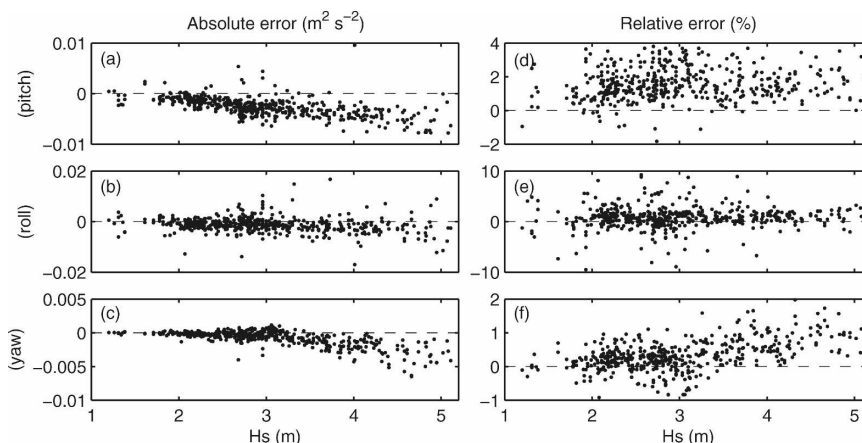 Absolute error (m² s⁻²)
Relative error (%)
0.01
(a)
0
(pitch)
−0.01
4
(d)
2
0
−2
0.02
(b)
0
(roll)
−0.02
10
(e)
0
−10
0.005
(c)
0
(yaw)
−0.005
−0.01
2
(f)
1
0
−1
1 2 3 4 5
Hs (m)
1 2 3 4 5
Hs (m)